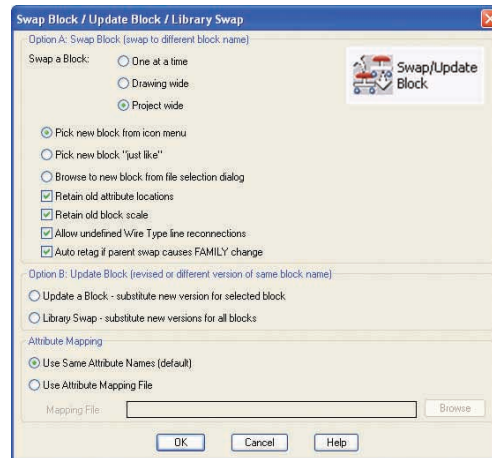 Swap Block / Update Block / Library Swap
Option A: Swap Block (swap to different block name)
Swap a Block:
One at a time
Drawing wide
Project wide
Swap/Update
Block
Pick new block from icon menu
Pick new block "just like"
Browse to new block from file selection dialog
Retain old attribute locations
Retain old block scale
Allow undefined Wire Type line reconnections
Auto retag if parent swap causes FAMILY change
Option B: Update Block (revised or different version of same block name)
Update a Block - substitute new version for selected block
Library Swap - substitute new versions for all blocks
Attribute Mapping
Use Same Attribute Names (default)
Use Attribute Mapping File
Mapping File
Browse
OK Cancel Help